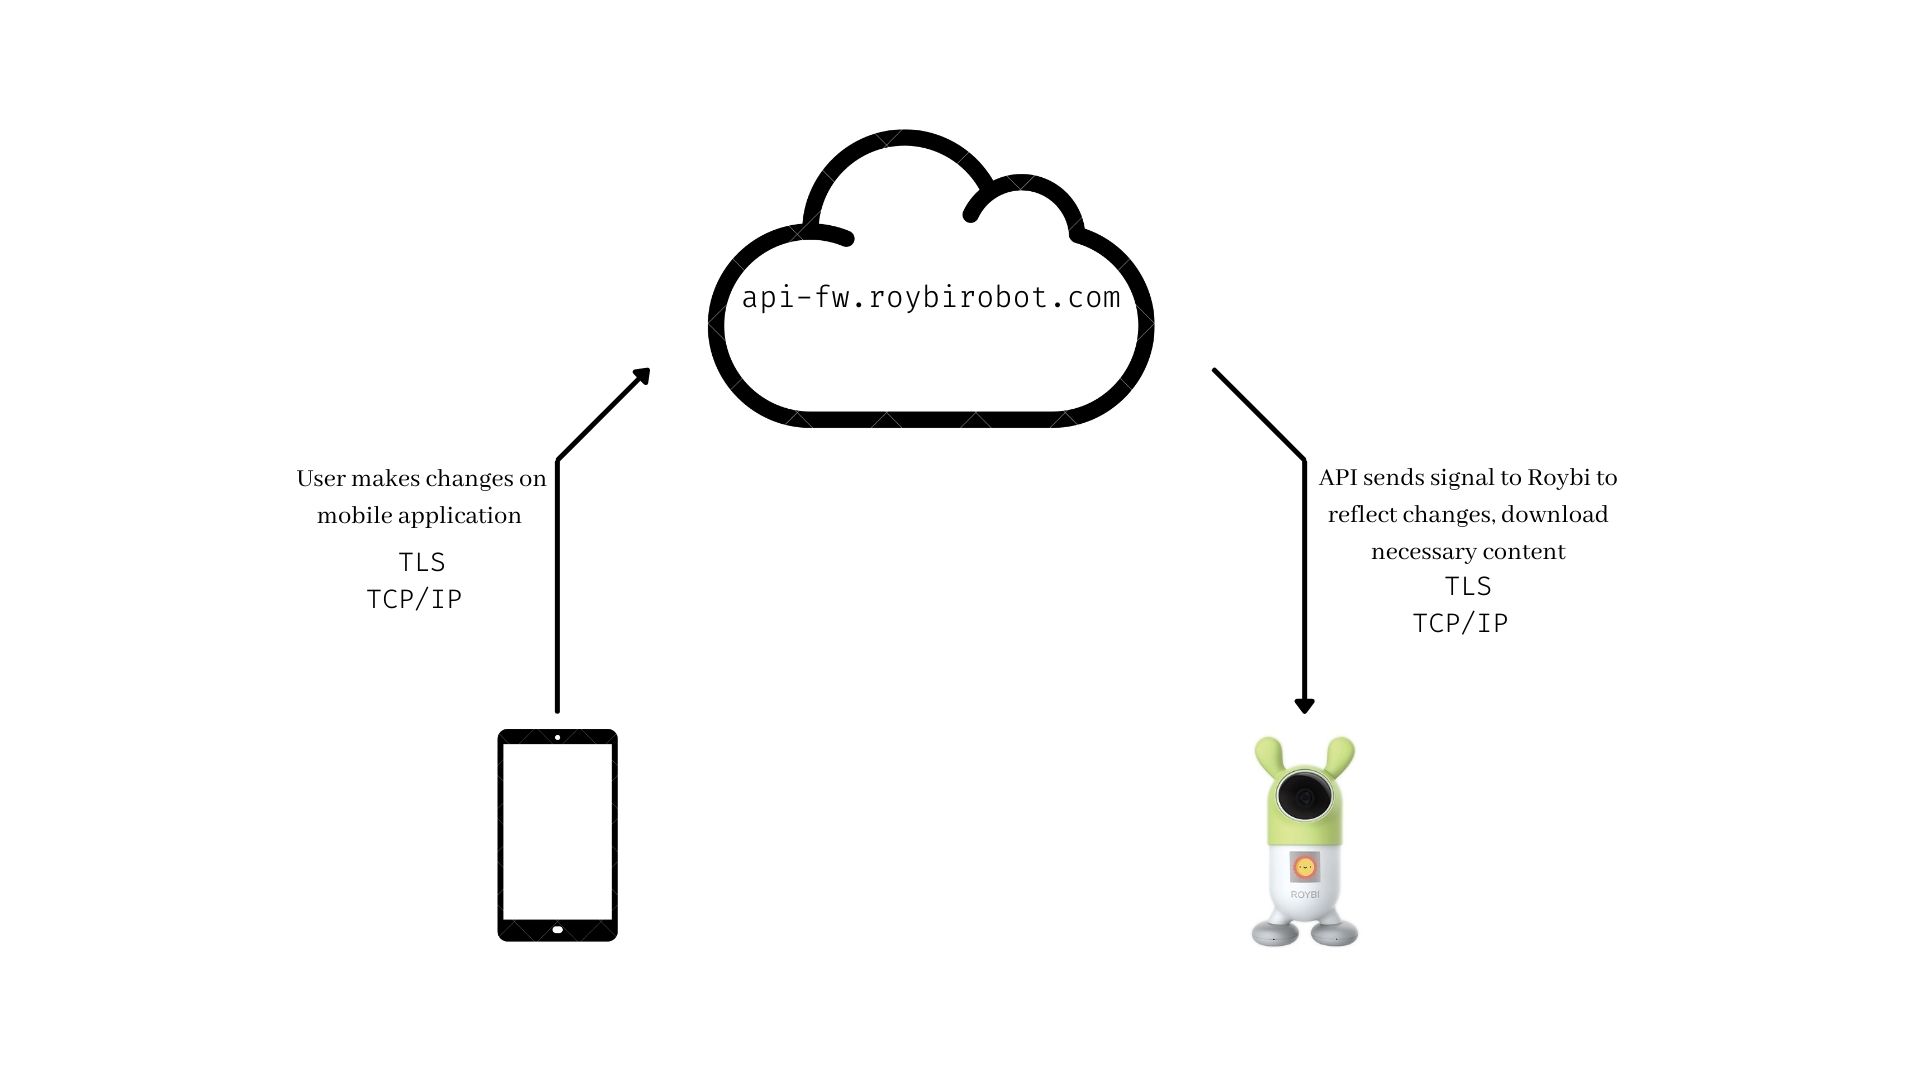 api-fw.roybirobot.com
User makes changes on
mobile application
TLS
TCP/IP
API sends signal to Roybi to
reflect changes, download
necessary content
TLS
TCP/IP
ROYBI